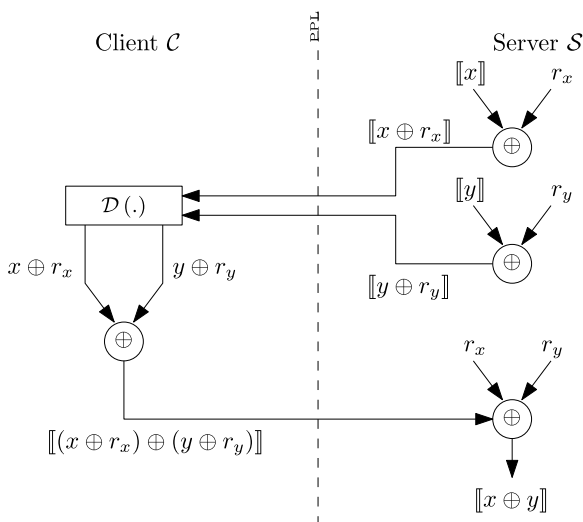 PPL
Client 𝒞
Server 𝒮
⟦x⟧ r_x
⊕
⟦x ⊕ r_x⟧
⟦y⟧ r_y
𝒟 (.)
⊕
x ⊕ r_x
y ⊕ r_y
⟦y ⊕ r_y⟧
⊕
r_x r_y
⊕
⟦(x ⊕ r_x) ⊕ (y ⊕ r_y)⟧
⟦x ⊕ y⟧